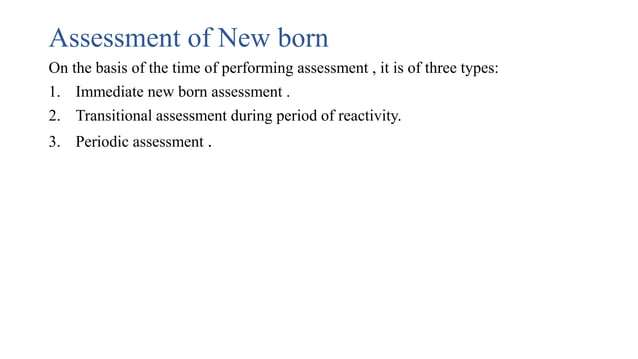 Assessment of New born
On the basis of the time of performing assessment , it is of three types:
1. Immediate new born assessment .
2. Transitional assessment during period of reactivity.
3. Periodic assessment .